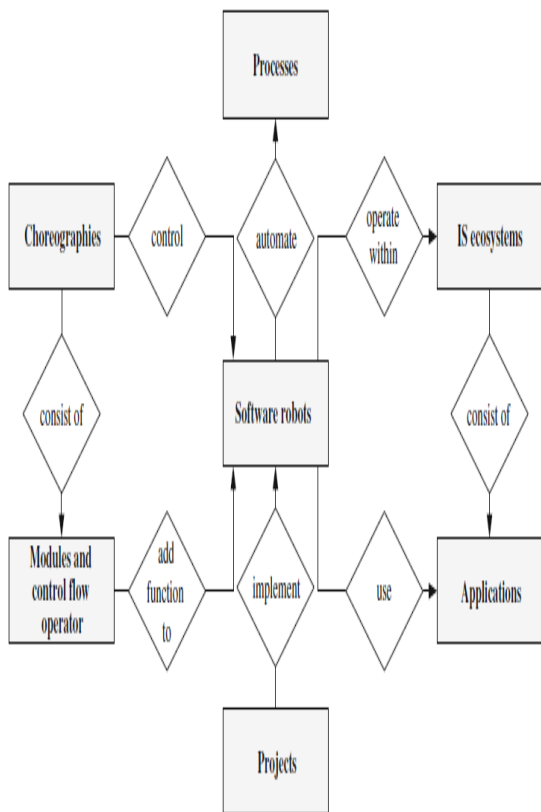 Processes
Choreographies
control
automate
operate
within
IS ecosystems
consist of
Software robots
consist of
Modules and
control flow
operator
add
function
to
implement
use
Applications
Projects